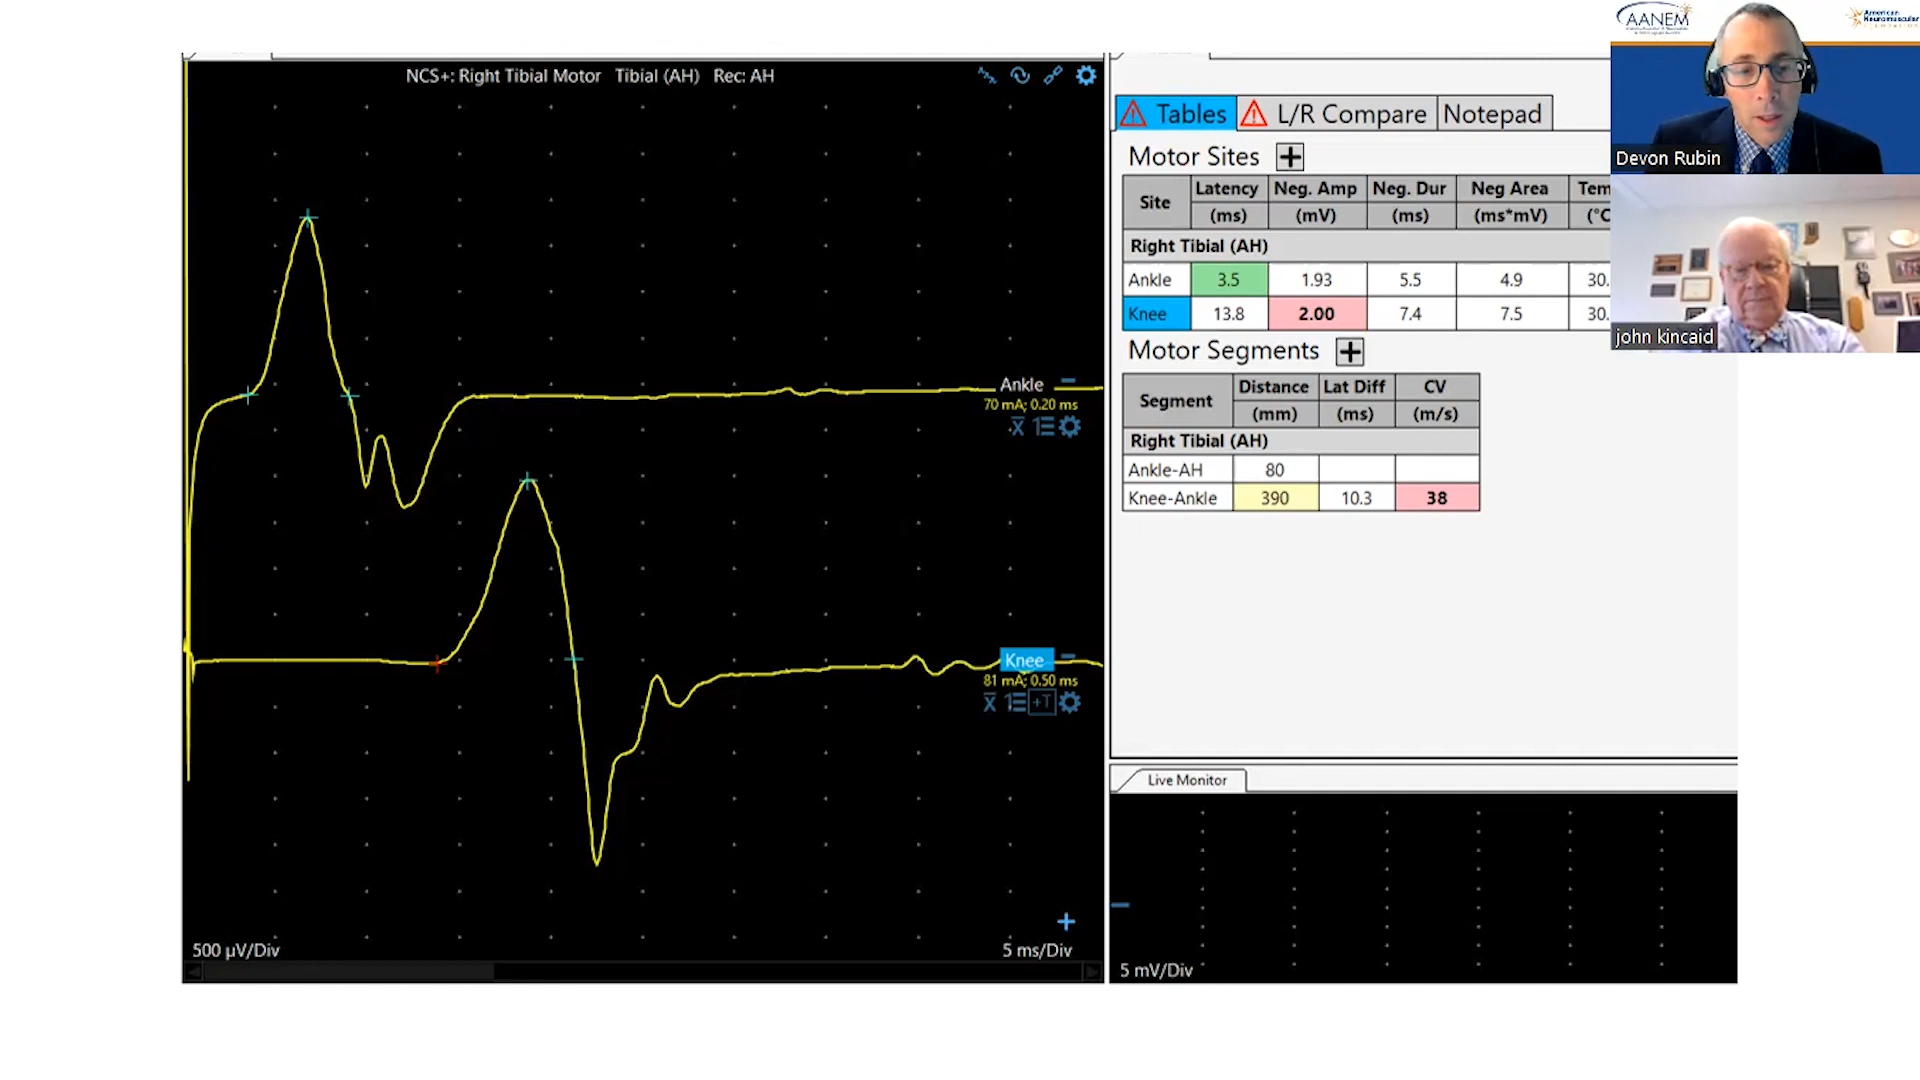 NCS+: Right Tibial Motor Tibial (AH) Rec: AH
Ankle
70 mA; 0.20 ms
Knee
81 mA; 0.50 ms
+T
500 µV/Div
5 ms/Div
Tables
L/R Compare
Notepad
Motor Sites
Site Latency (ms) Neg. Amp (mV) Neg. Dur (ms) Neg Area (ms*mV) Tem (°C
Right Tibial (AH)
Ankle 3.5 1.93 5.5 4.9 30.
Knee 13.8 2.00 7.4 7.5 30.
Motor Segments
Segment Distance (mm) Lat Diff (ms) CV (m/s)
Right Tibial (AH)
Ankle-AH 80
Knee-Ankle 390 10.3 38
Live Monitor
5 mV/Div
AANEM
American
Neuromuscular
Devon Rubin
john kincaid